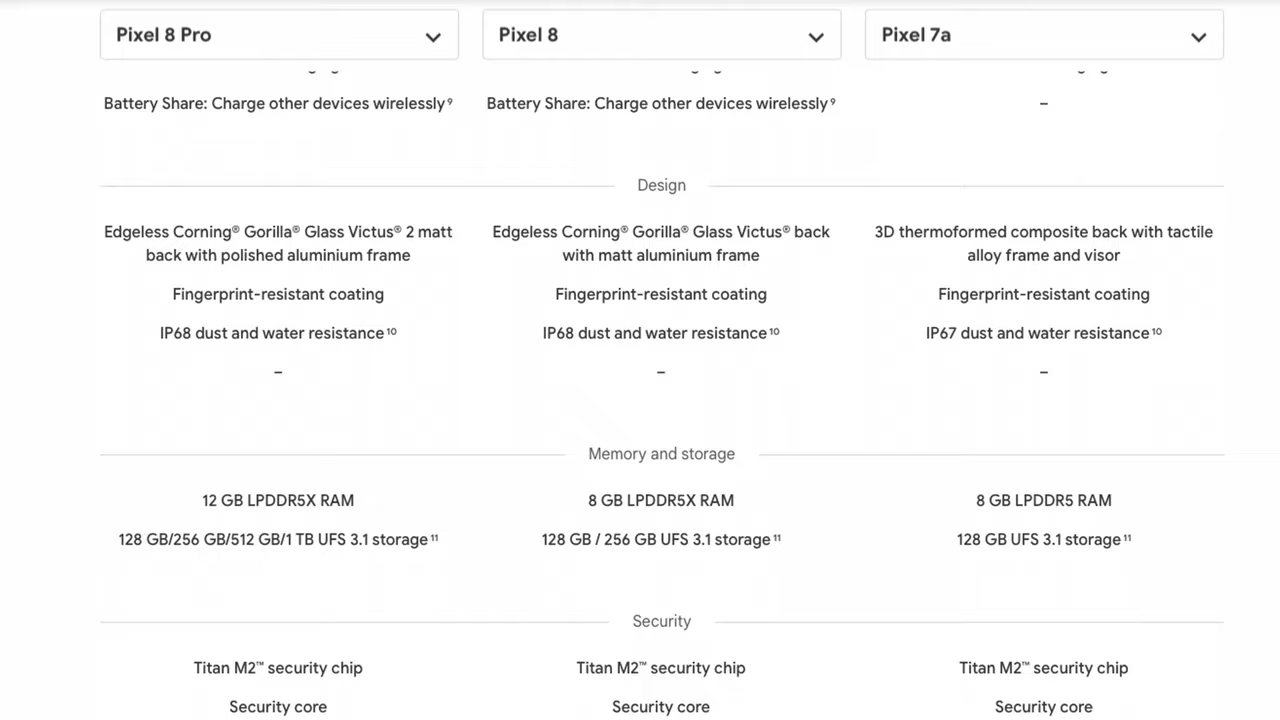 Pixel 8 Pro Pixel 8 Pixel 7a
Battery Share: Charge other devices wirelessly⁹ Battery Share: Charge other devices wirelessly⁹ –
Design
Edgeless Corning® Gorilla® Glass Victus® 2 matt Edgeless Corning® Gorilla® Glass Victus® back 3D thermoformed composite back with tactile
back with polished aluminium frame with matt aluminium frame alloy frame and visor
Fingerprint-resistant coating Fingerprint-resistant coating Fingerprint-resistant coating
IP68 dust and water resistance¹⁰ IP68 dust and water resistance¹⁰ IP67 dust and water resistance¹⁰
– – –
Memory and storage
12 GB LPDDR5X RAM 8 GB LPDDR5X RAM 8 GB LPDDR5 RAM
128 GB/256 GB/512 GB/1 TB UFS 3.1 storage¹¹ 128 GB / 256 GB UFS 3.1 storage¹¹ 128 GB UFS 3.1 storage¹¹
Security
Titan M2™ security chip Titan M2™ security chip Titan M2™ security chip
Security core Security core Security core